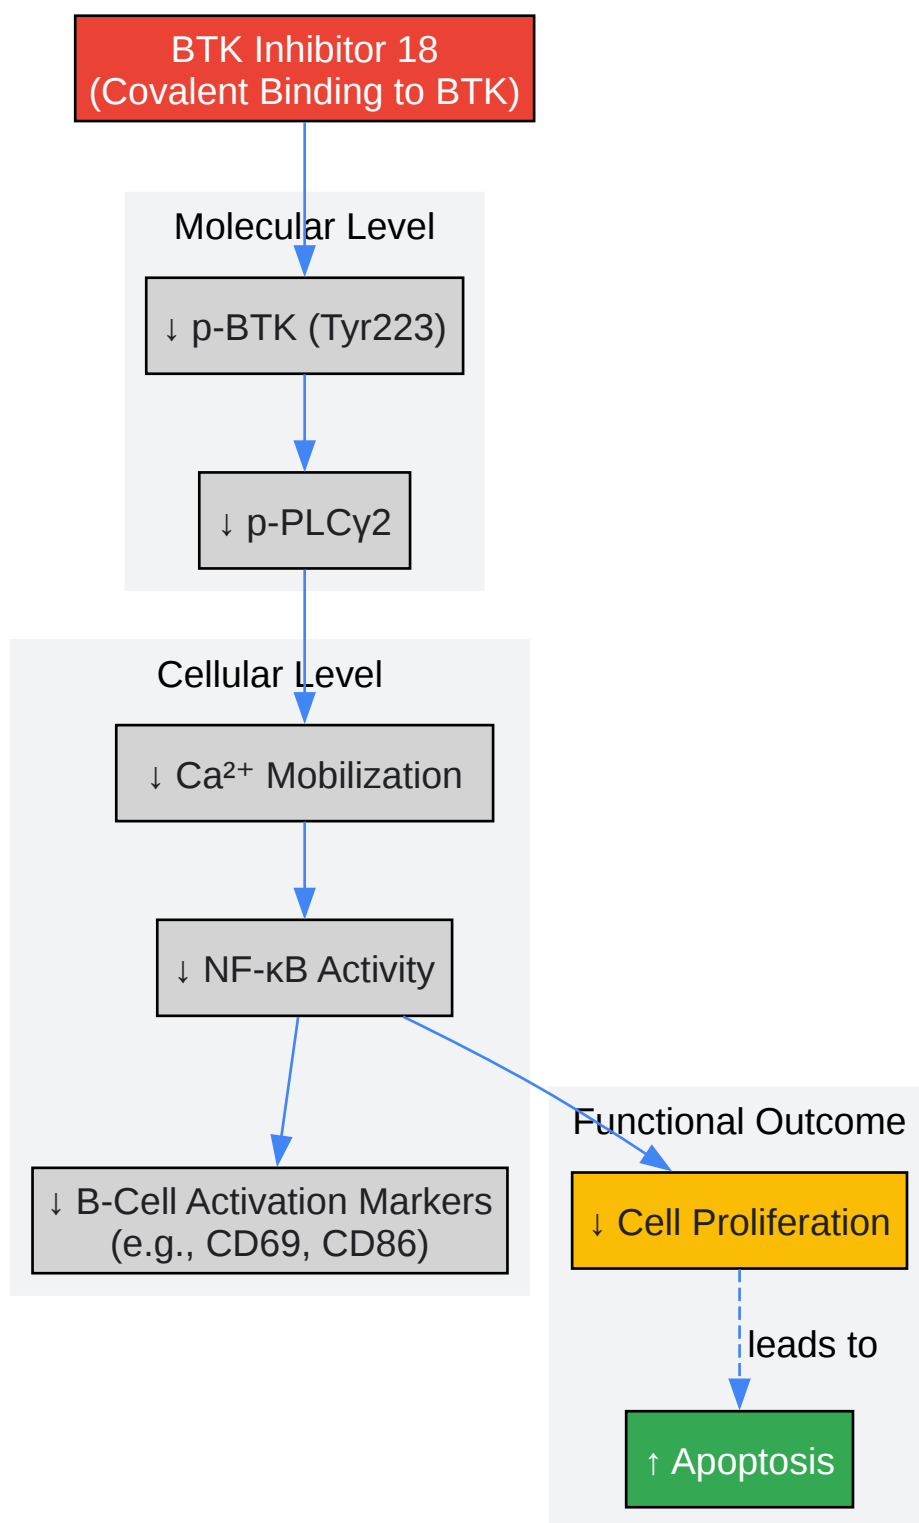 BTK Inhibitor 18
(Covalent Binding to BTK)
Molecular Level
↓ p-BTK (Tyr223)
↓ p-PLCγ2
Cellular Level
↓ Ca²⁺ Mobilization
↓ NF-κB Activity
↓ B-Cell Activation Markers
(e.g., CD69, CD86)
Functional Outcome
↓ Cell Proliferation
leads to
↑ Apoptosis